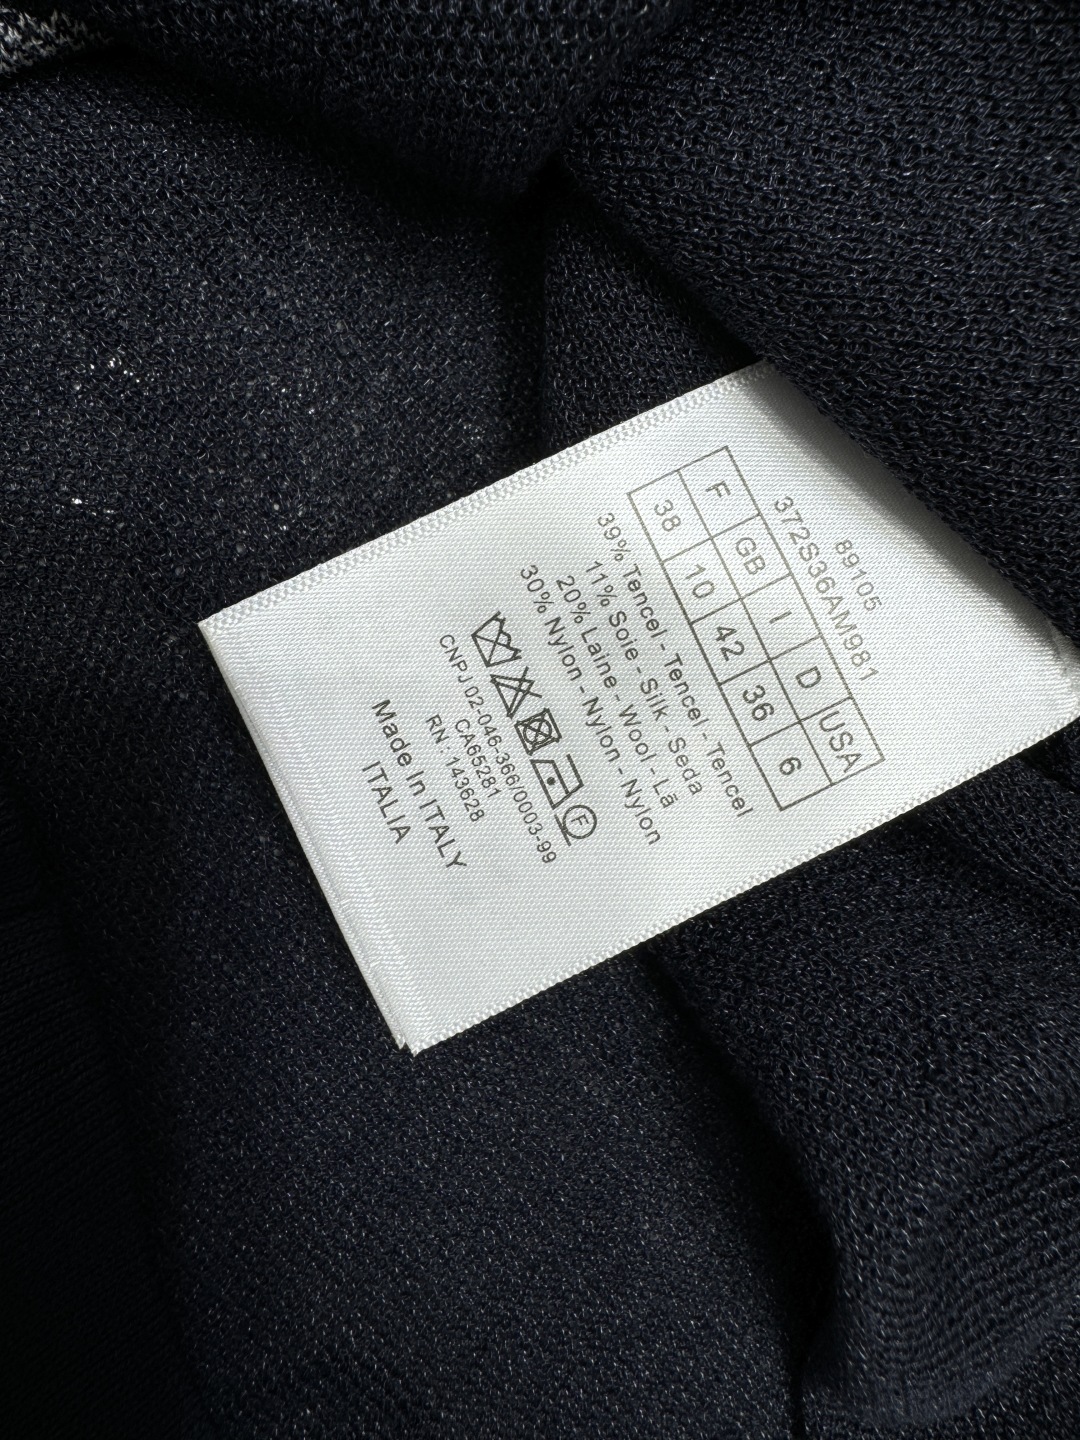 89105
372S36AM981
F GB I D USA
38 10 42 36 6
39% Tencel - Tencel - Tencel
11% Soie - Silk - Seda
20% Laine - Wool - Lã
30% Nylon - Nylon - Nylon
F
CNPJ 02-046-366/0003-99
CA65281
RN : 143628
Made In ITALY
ITALIA